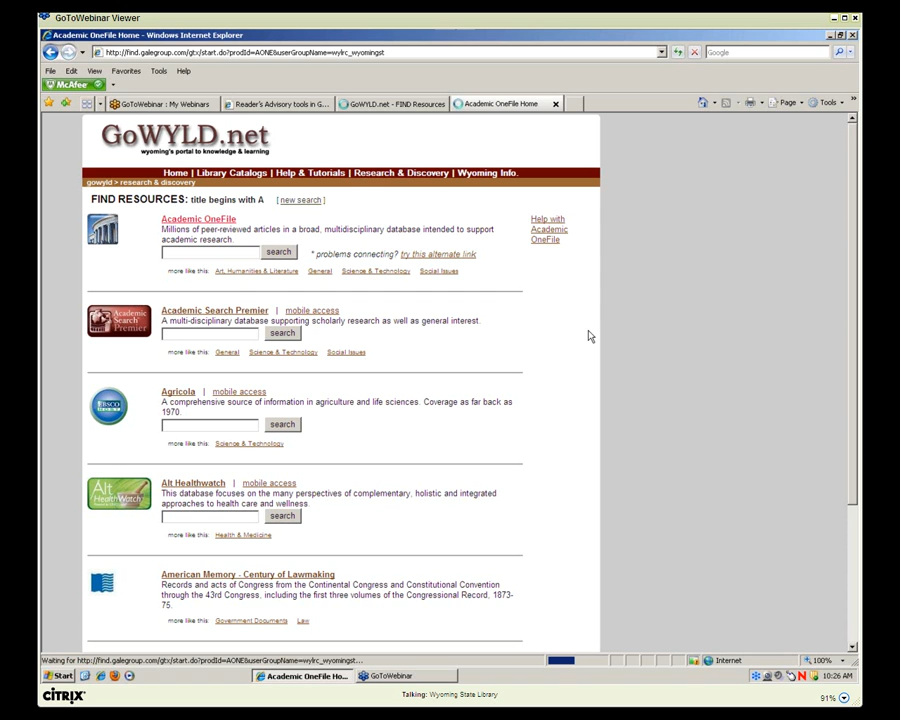 GoToWebinar Viewer
Academic OneFile Home - Windows Internet Explorer
http://find.galegroup.com/gtx/start.do?prodId=AONE&userGroupName=wylrc_wyomingst
Google
File Edit View Favorites Tools Help
McAfee
GoToWebinar : My Webinars
Reader's Advisory tools in G...
GoWYLD.net - FIND Resources
Academic OneFile Home
Page
Tools
GoWYLD.net
wyoming's portal to knowledge & learning
Home | Library Catalogs | Help & Tutorials | Research & Discovery | Wyoming Info.
gowyld > research & discovery
FIND RESOURCES: title begins with A [ new search ]
Academic OneFile
Millions of peer-reviewed articles in a broad, multidisciplinary database intended to support
academic research.
search * problems connecting? try this alternate link
more like this: Art, Humanities & Literature General Science & Technology Social Issues
Help with
Academic
OneFile
Academic
Search
Premier
Academic Search Premier | mobile access
A multi-disciplinary database supporting scholarly research as well as general interest.
search
more like this: General Science & Technology Social Issues
EBSCO
HOST
Agricola | mobile access
A comprehensive source of information in agriculture and life sciences. Coverage as far back as
1970.
search
more like this: Science & Technology
Alt
HealthWatch
Alt Healthwatch | mobile access
This database focuses on the many perspectives of complementary, holistic and integrated
approaches to health care and wellness.
search
more like this: Health & Medicine
American Memory - Century of Lawmaking
Records and acts of Congress from the Continental Congress and Constitutional Convention
through the 43rd Congress, including the first three volumes of the Congressional Record, 1873-
75.
more like this: Government Documents Law
Waiting for http://find.galegroup.com/gtx/start.do?prodId=AONE&userGroupName=wylrc_wyomingst...
Internet
100%
Start
Academic OneFile Ho...
GoToWebinar
10:26 AM
CITRIX
Talking: Wyoming State Library
91%